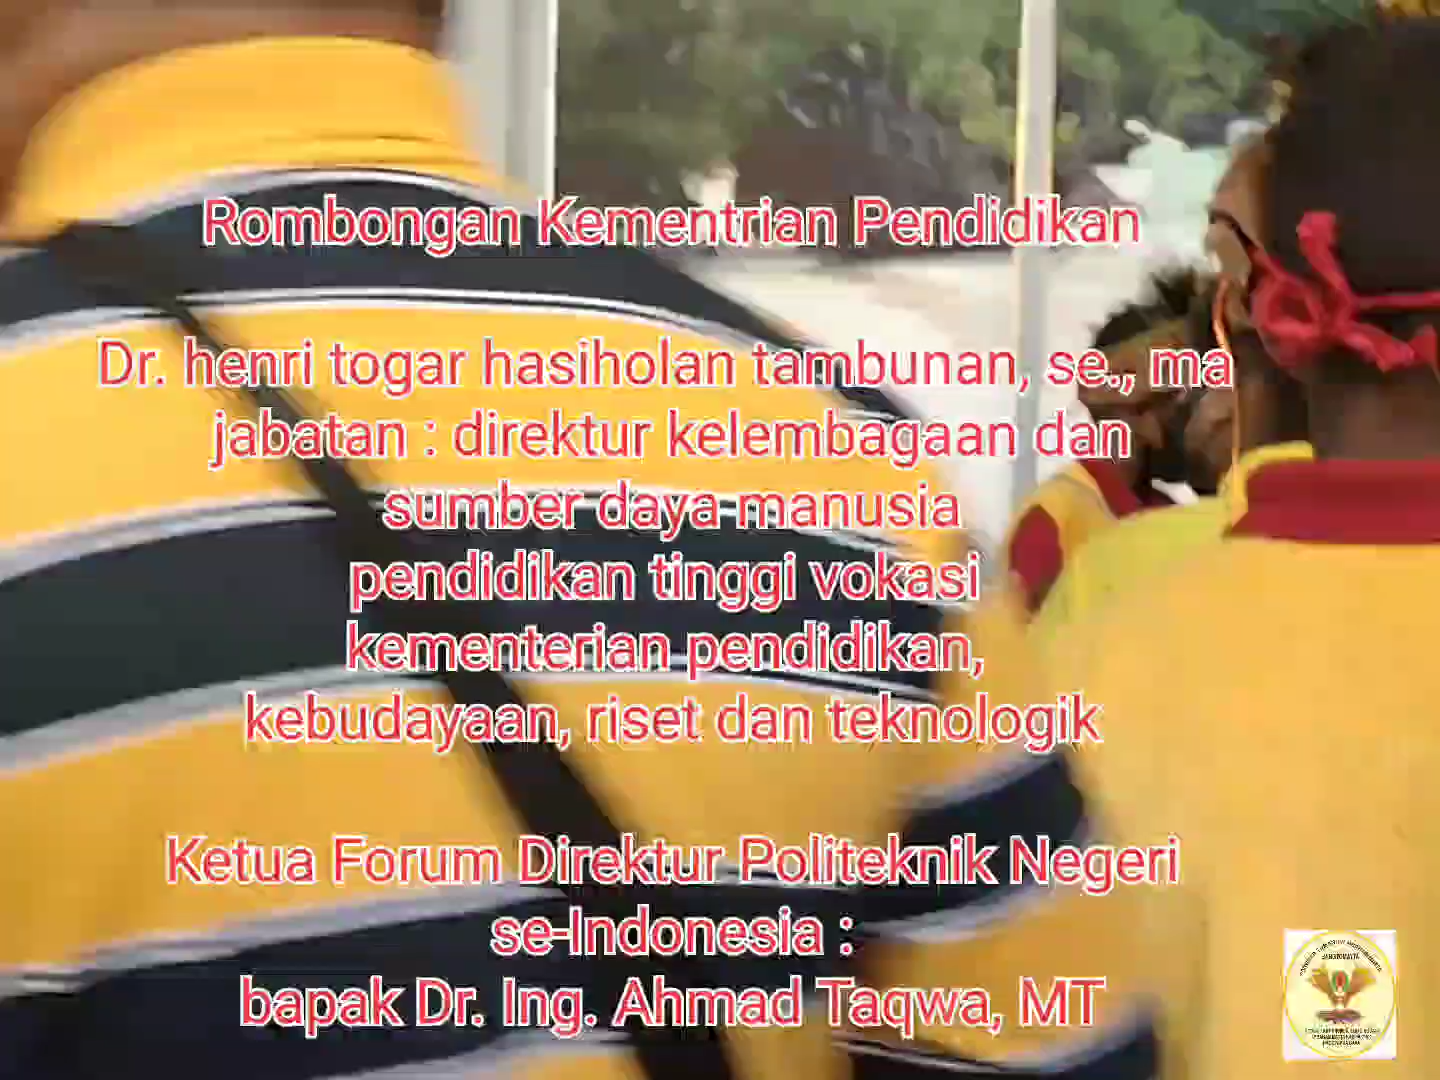 Rombongan Kementrian Pendidikan
Dr. henri togar hasiholan tambunan, se., ma
jabatan : direktur kelembagaan dan
sumber daya manusia
pendidikan tinggi vokasi
kementerian pendidikan,
kebudayaan, riset dan teknologik
Ketua Forum Direktur Politeknik Negeri
se-Indonesia :
bapak Dr. Ing. Ahmad Taqwa, MT